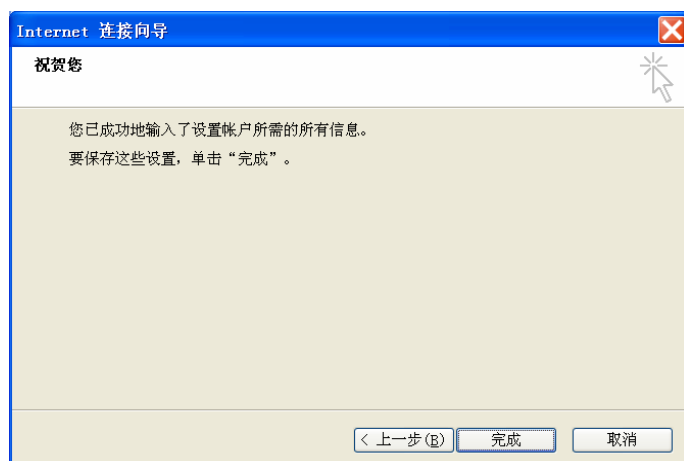 Internet 连接向导
祝贺您
您已成功地输入了设置帐户所需的所有信息。
要保存这些设置，单击“完成”。
< 上一步(B)
完成
取消